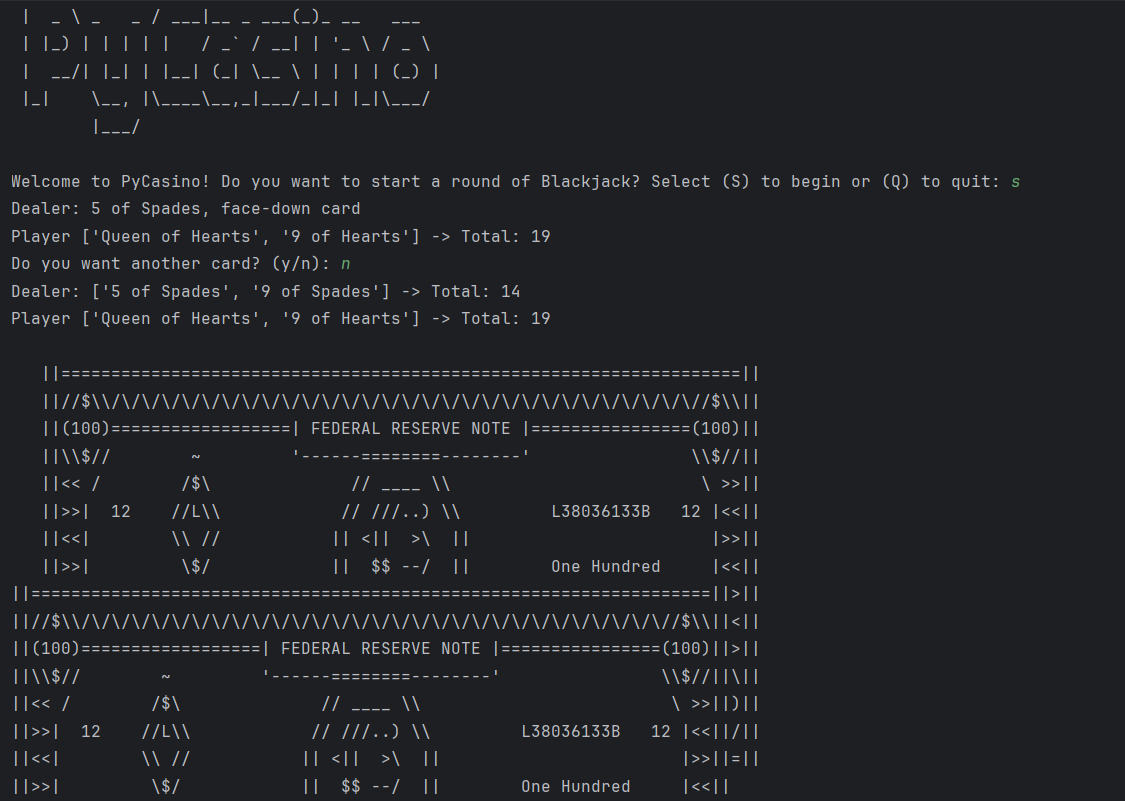 |  _ \ _   _ / ___|__ _ ___(_)_ __   ___
| |_) | | | | |   / _` / __| | '_ \ / _ \
|  __/| |_| | |__| (_| \__ \ | | | | (_) |
|_|    \__, |\____\__,_|___/_|_| |_|\___/
       |___/
Welcome to PyCasino! Do you want to start a round of Blackjack? Select (S) to begin or (Q) to quit: s
Dealer: 5 of Spades, face-down card
Player ['Queen of Hearts', '9 of Hearts'] -> Total: 19
Do you want another card? (y/n): n
Dealer: ['5 of Spades', '9 of Spades'] -> Total: 14
Player ['Queen of Hearts', '9 of Hearts'] -> Total: 19
   ||====================================================================||
   ||//$\\/\/\/\/\/\/\/\/\/\/\/\/\/\/\/\/\/\/\/\/\/\/\/\/\/\/\/\/\/\//$\\||
   ||(100)==================| FEDERAL RESERVE NOTE |================(100)||
   ||\\$//        ~         '------========--------'                \\$//||
   ||<< /        /$\              // ____ \\                         \ >>||
   ||>>|  12    //L\\            // ///..) \\         L38036133B   12 |<<||
   ||<<|        \\ //           || <||  >\  ||                        |>>||
   ||>>|         \$/            ||  $$ --/  ||        One Hundred     |<<||
||====================================================================||>||
||//$\\/\/\/\/\/\/\/\/\/\/\/\/\/\/\/\/\/\/\/\/\/\/\/\/\/\/\/\/\/\//$\\||<||
||(100)==================| FEDERAL RESERVE NOTE |================(100)||>||
||\\$//        ~         '------========--------'                \\$//||\||
||<< /        /$\              // ____ \\                         \ >>||)||
||>>|  12    //L\\            // ///..) \\         L38036133B   12 |<<||/||
||<<|        \\ //           || <||  >\  ||                        |>>||=||
||>>|         \$/            ||  $$ --/  ||        One Hundred     |<<||